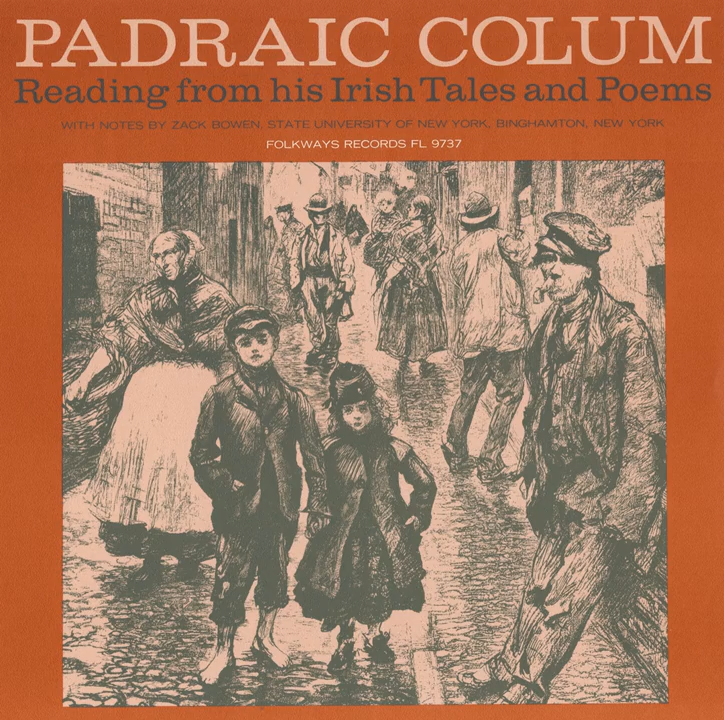 PADRAIC COLUM
Reading from his Irish Tales and Poems
WITH NOTES BY ZACK BOWEN, STATE UNIVERSITY OF NEW YORK, BINGHAMTON, NEW YORK
FOLKWAYS RECORDS FL 9737